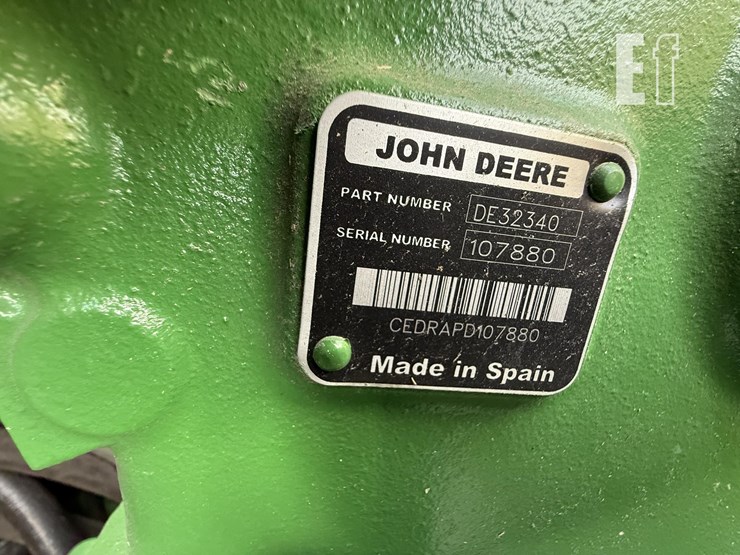 Ef
JOHN DEERE
PART NUMBER DE32340
SERIAL NUMBER 107880
CEDRAPD107880
Made in Spain